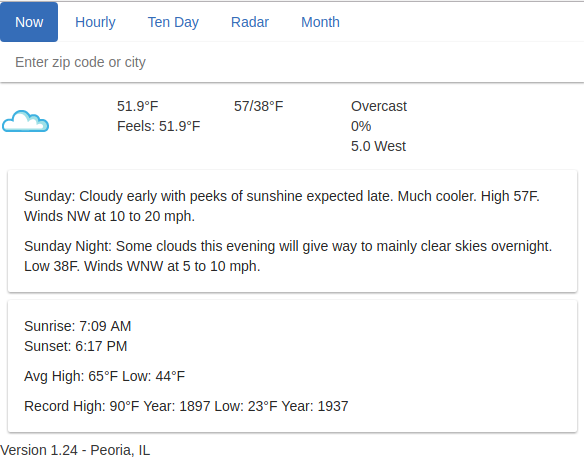 Now Hourly Ten Day Radar Month
Enter zip code or city
51.9°F 57/38°F Overcast
Feels: 51.9°F 0%
5.0 West
Sunday: Cloudy early with peeks of sunshine expected late. Much cooler. High 57F.
Winds NW at 10 to 20 mph.
Sunday Night: Some clouds this evening will give way to mainly clear skies overnight.
Low 38F. Winds WNW at 5 to 10 mph.
Sunrise: 7:09 AM
Sunset: 6:17 PM
Avg High: 65°F Low: 44°F
Record High: 90°F Year: 1897 Low: 23°F Year: 1937
Version 1.24 - Peoria, IL